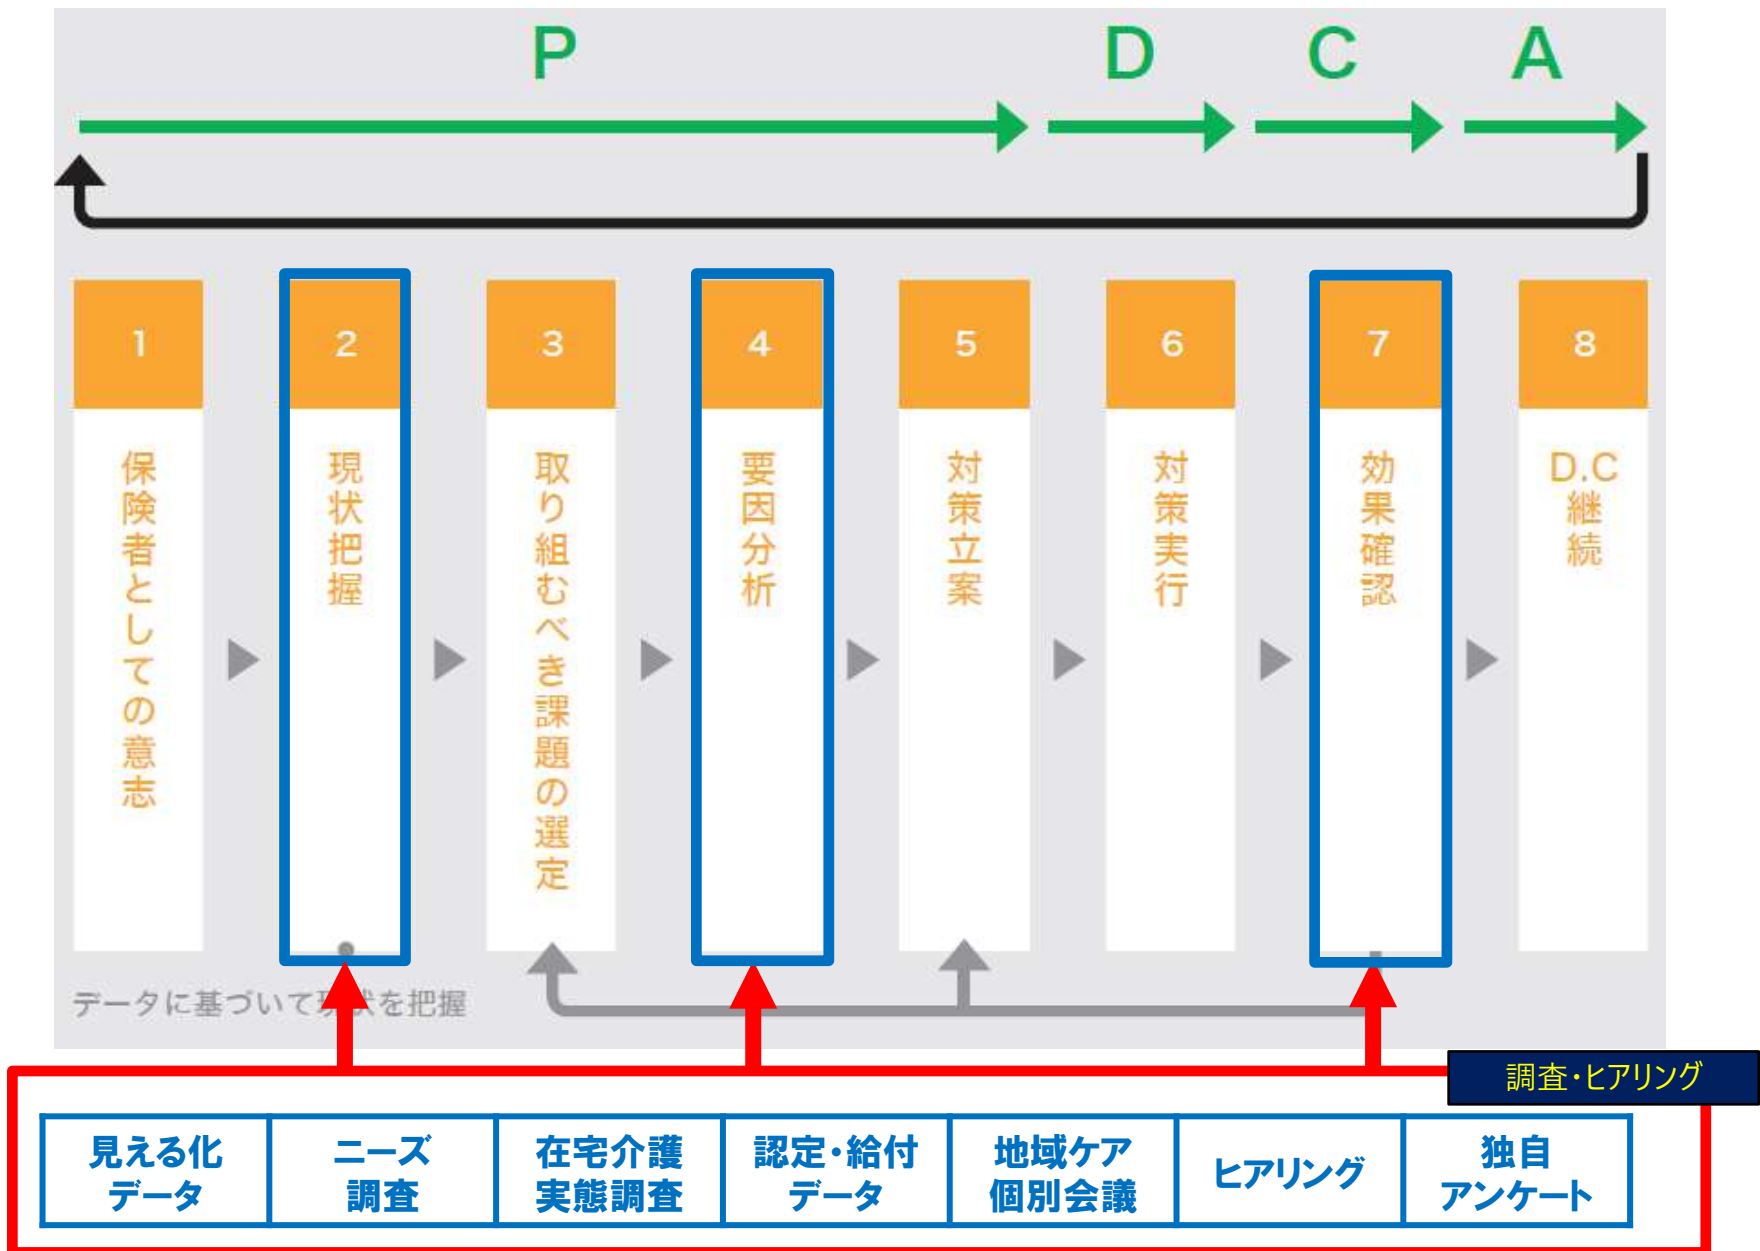 P
D
C
A
1
2
3
4
5
6
7
8
保険者としての意志
現状把握
取り組むべき課題の選定
要因分析
対策立案
対策実行
効果確認
D.C
継続
データに基づいて現状を把握
調査・ヒアリング
見える化
データ
ニーズ
調査
在宅介護
実態調査
認定・給付
データ
地域ケア
個別会議
ヒアリング
独自
アンケート